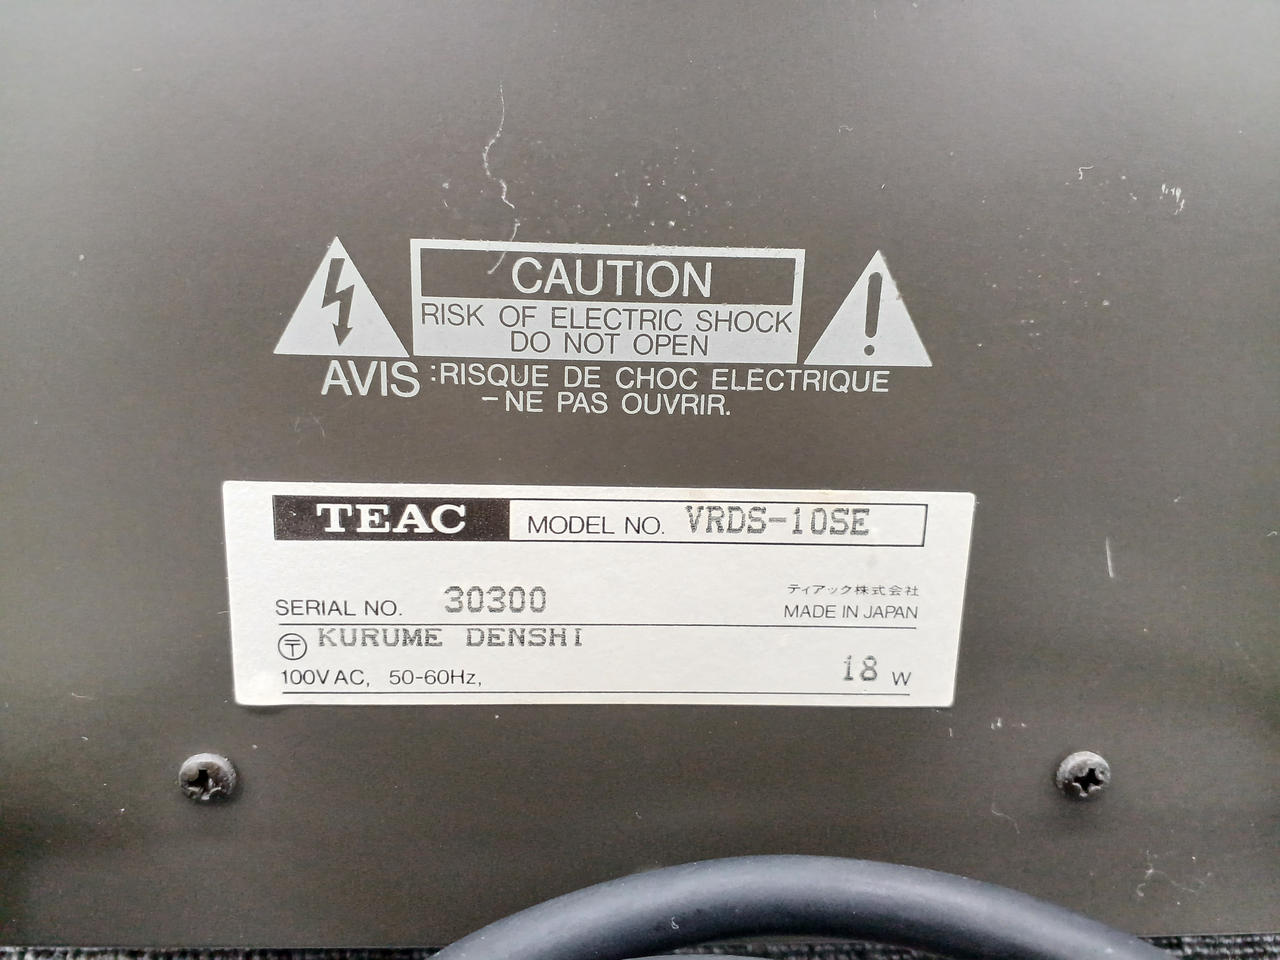 CAUTION
RISK OF ELECTRIC SHOCK
DO NOT OPEN
AVIS :RISQUE DE CHOC ELECTRIQUE
-NE PAS OUVRIR.
TEAC MODEL NO. VRDS-10SE
ティアック株式会社
SERIAL NO. 30300 MADE IN JAPAN
〒 KURUME DENSHI
100V AC, 50-60Hz, 18 W